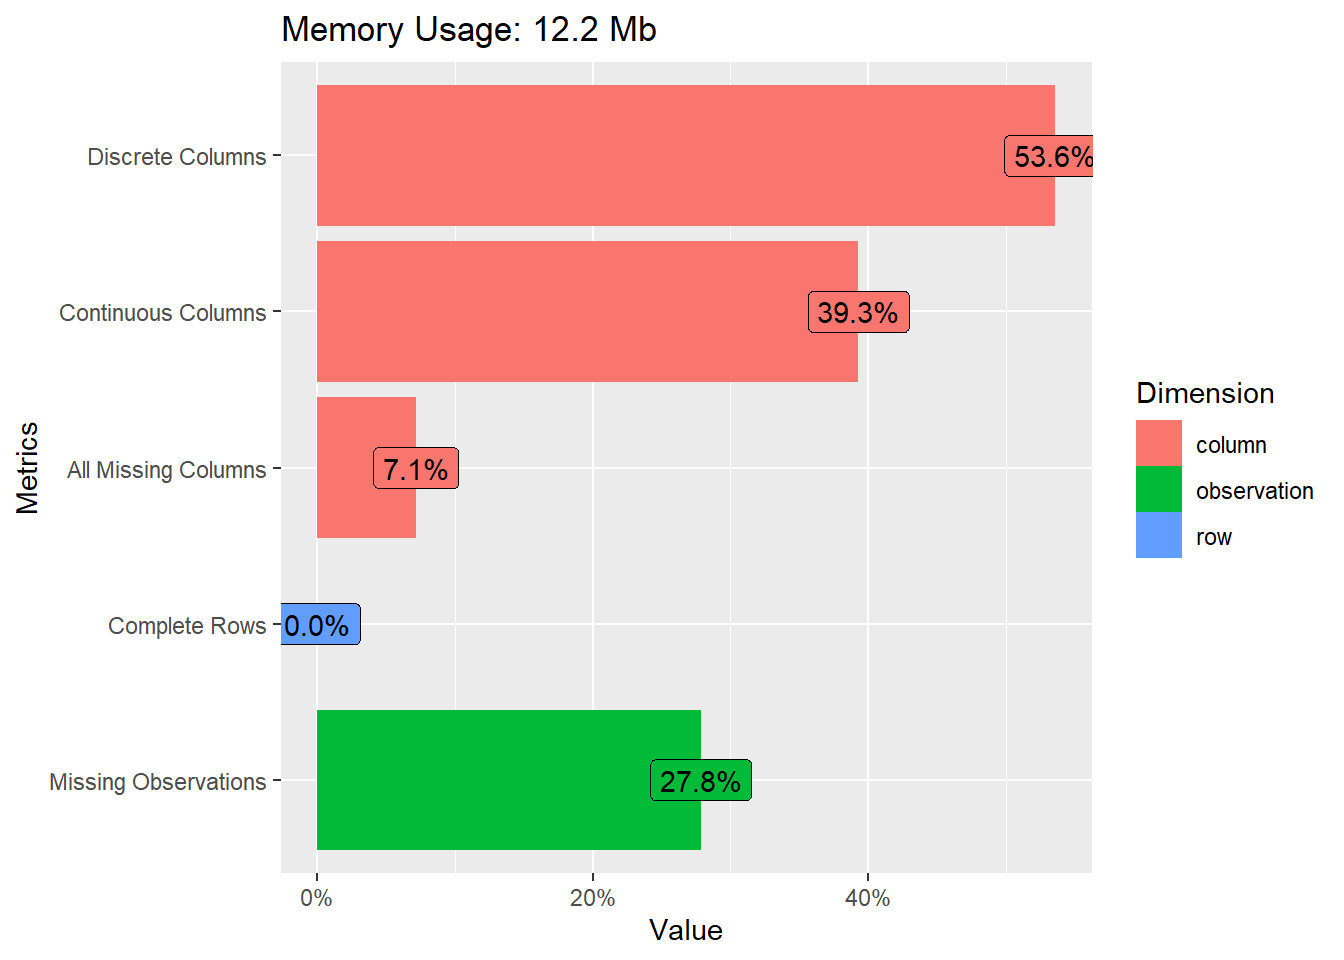 Memory Usage: 12.2 Mb
Metrics
Discrete Columns
53.6%
Continuous Columns
39.3%
All Missing Columns
7.1%
Complete Rows
0.0%
Missing Observations
27.8%
0%
20%
40%
Value
Dimension
column
observation
row